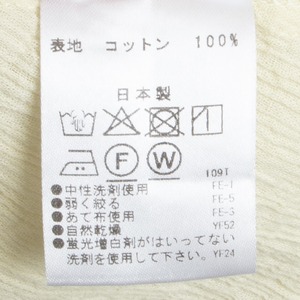 表地 コットン 100%
日本製
F W
109T
●中性洗剤使用 FE-1
●弱く絞る FE-5
●あて布使用 FE-3
●自然乾燥 YF52
●蛍光増白剤がはいってない
洗剤を使用して下さい。 YF24